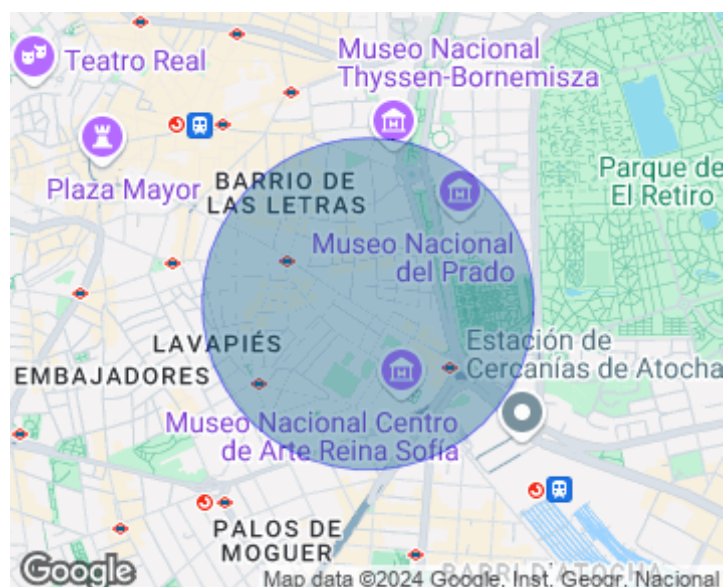 Teatro Real
Museo Nacional
Thyssen-Bornemisza
Plaza Mayor
BARRIO DE
LAS LETRAS
Parque de
El Retiro
Museo Nacional
del Prado
LAVAPIÉS
EMBAJADORES
Estación de
Cercanías de Atocha
Museo Nacional Centro
de Arte Reina Sofía
PALOS DE
MOGUER
BARRI D'ATOCHA
Google
Map data ©2024 Google, Inst. Geogr. Nacional